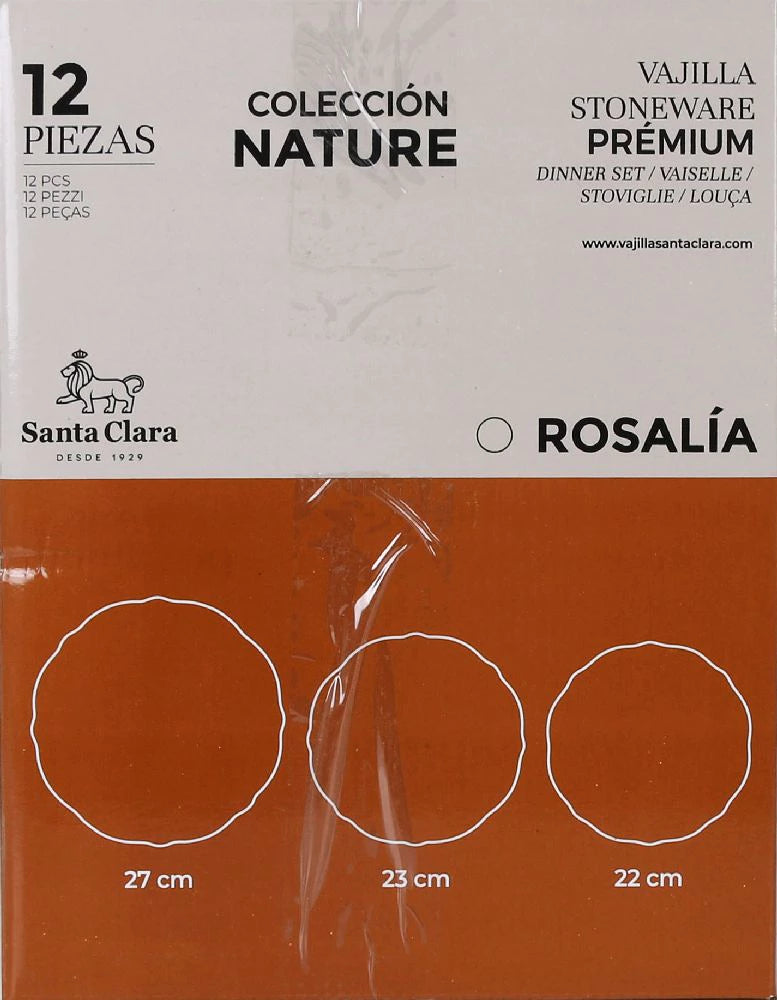 12
PIEZAS
12 PCS
12 PEZZI
12 PEÇAS
COLECCIÓN
NATURE
VAJILLA
STONEWARE
PRÉMIUM
DINNER SET / VAISELLE /
STOVIGLIE / LOUÇA
www.vajillasantaclara.com
Santa Clara
DESDE 1929
ROSALÍA
27 cm
23 cm
22 cm